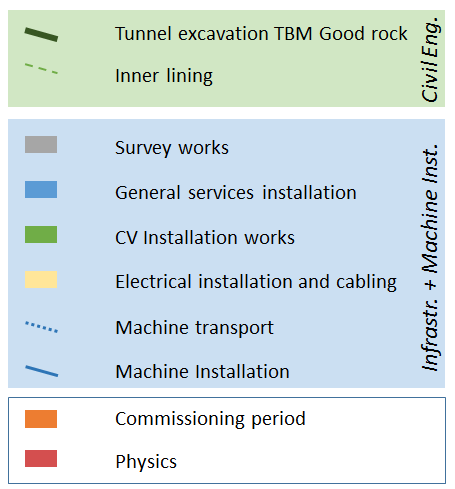 Tunnel excavation TBM Good rock
Inner lining
Civil Eng.
Survey works
General services installation
CV Installation works
Electrical installation and cabling
Machine transport
Machine Installation
Infrastr. + Machine Inst.
Commissioning period
Physics